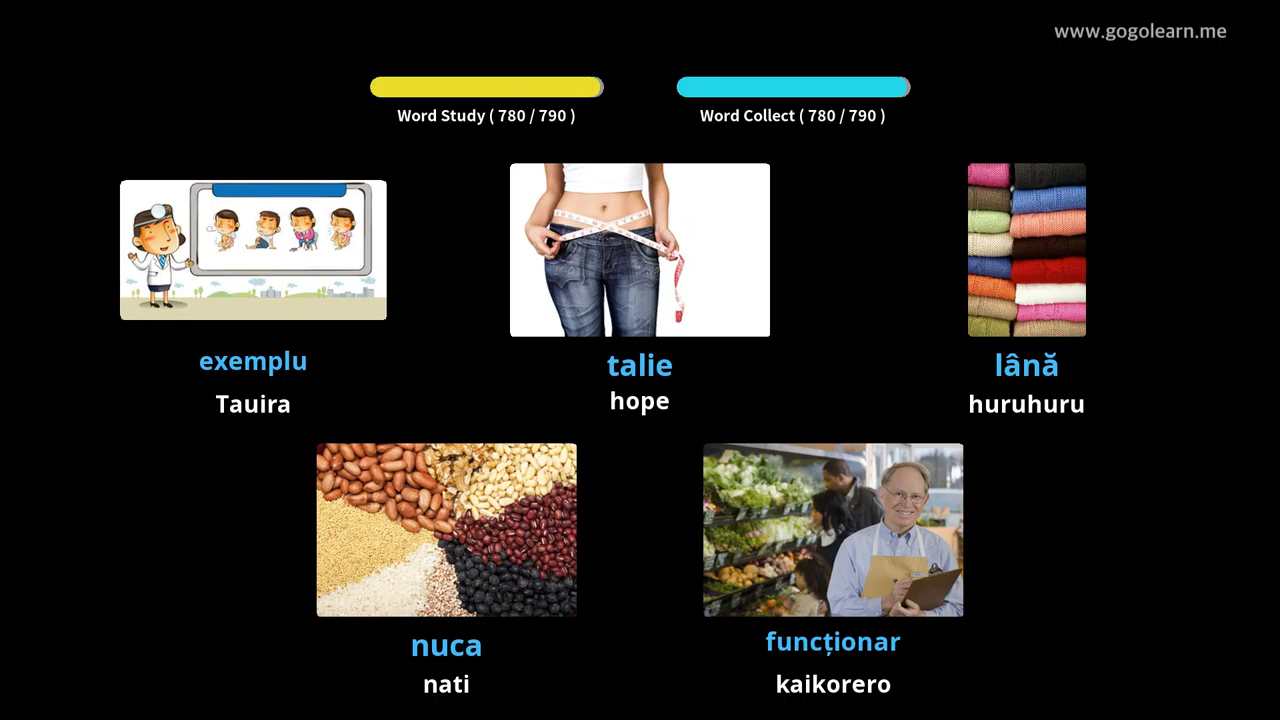 www.gogolearn.me
Word Study ( 780 / 790 )
Word Collect ( 780 / 790 )
exemplu
Tauira
talie
hope
lână
huruhuru
nuca
nati
funcționar
kaikorero